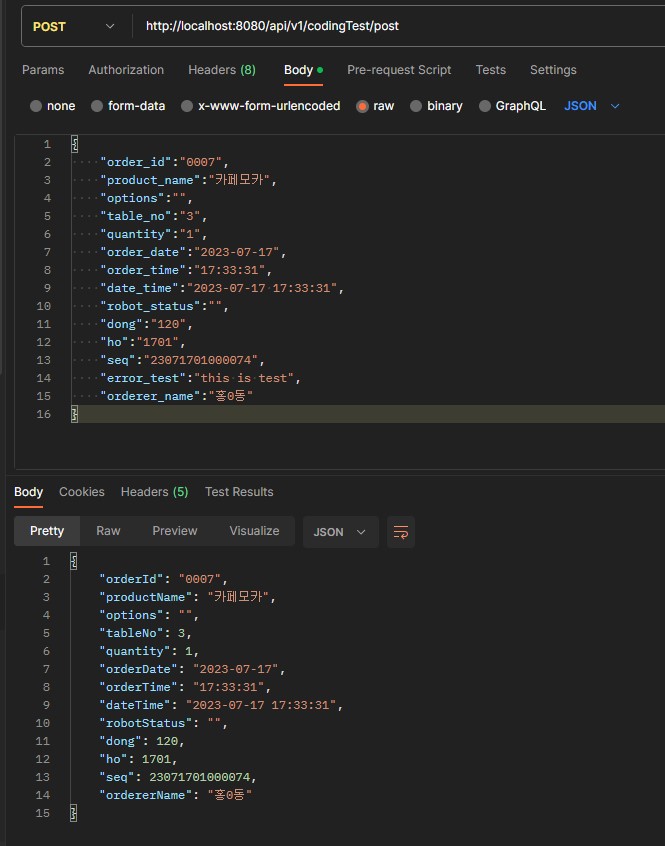 POST http://localhost:8080/api/v1/codingTest/post
Params Authorization Headers (8) Body Pre-request Script Tests Settings
none form-data x-www-form-urlencoded raw binary GraphQL JSON
1 {
2 "order_id":"0007",
3 "product_name":"카페모카",
4 "options":"",
5 "table_no":"3",
6 "quantity":"1",
7 "order_date":"2023-07-17",
8 "order_time":"17:33:31",
9 "date_time":"2023-07-17 17:33:31",
10 "robot_status":"",
11 "dong":"120",
12 "ho":"1701",
13 "seq":"23071701000074",
14 "error_test":"this is test",
15 "orderer_name":"홍0동"
16 }
Body Cookies Headers (5) Test Results
Pretty Raw Preview Visualize JSON
1 {
2 "orderId": "0007",
3 "productName": "카페모카",
4 "options": "",
5 "tableNo": 3,
6 "quantity": 1,
7 "orderDate": "2023-07-17",
8 "orderTime": "17:33:31",
9 "dateTime": "2023-07-17 17:33:31",
10 "robotStatus": "",
11 "dong": 120,
12 "ho": 1701,
13 "seq": 23071701000074,
14 "ordererName": "홍0동"
15 }